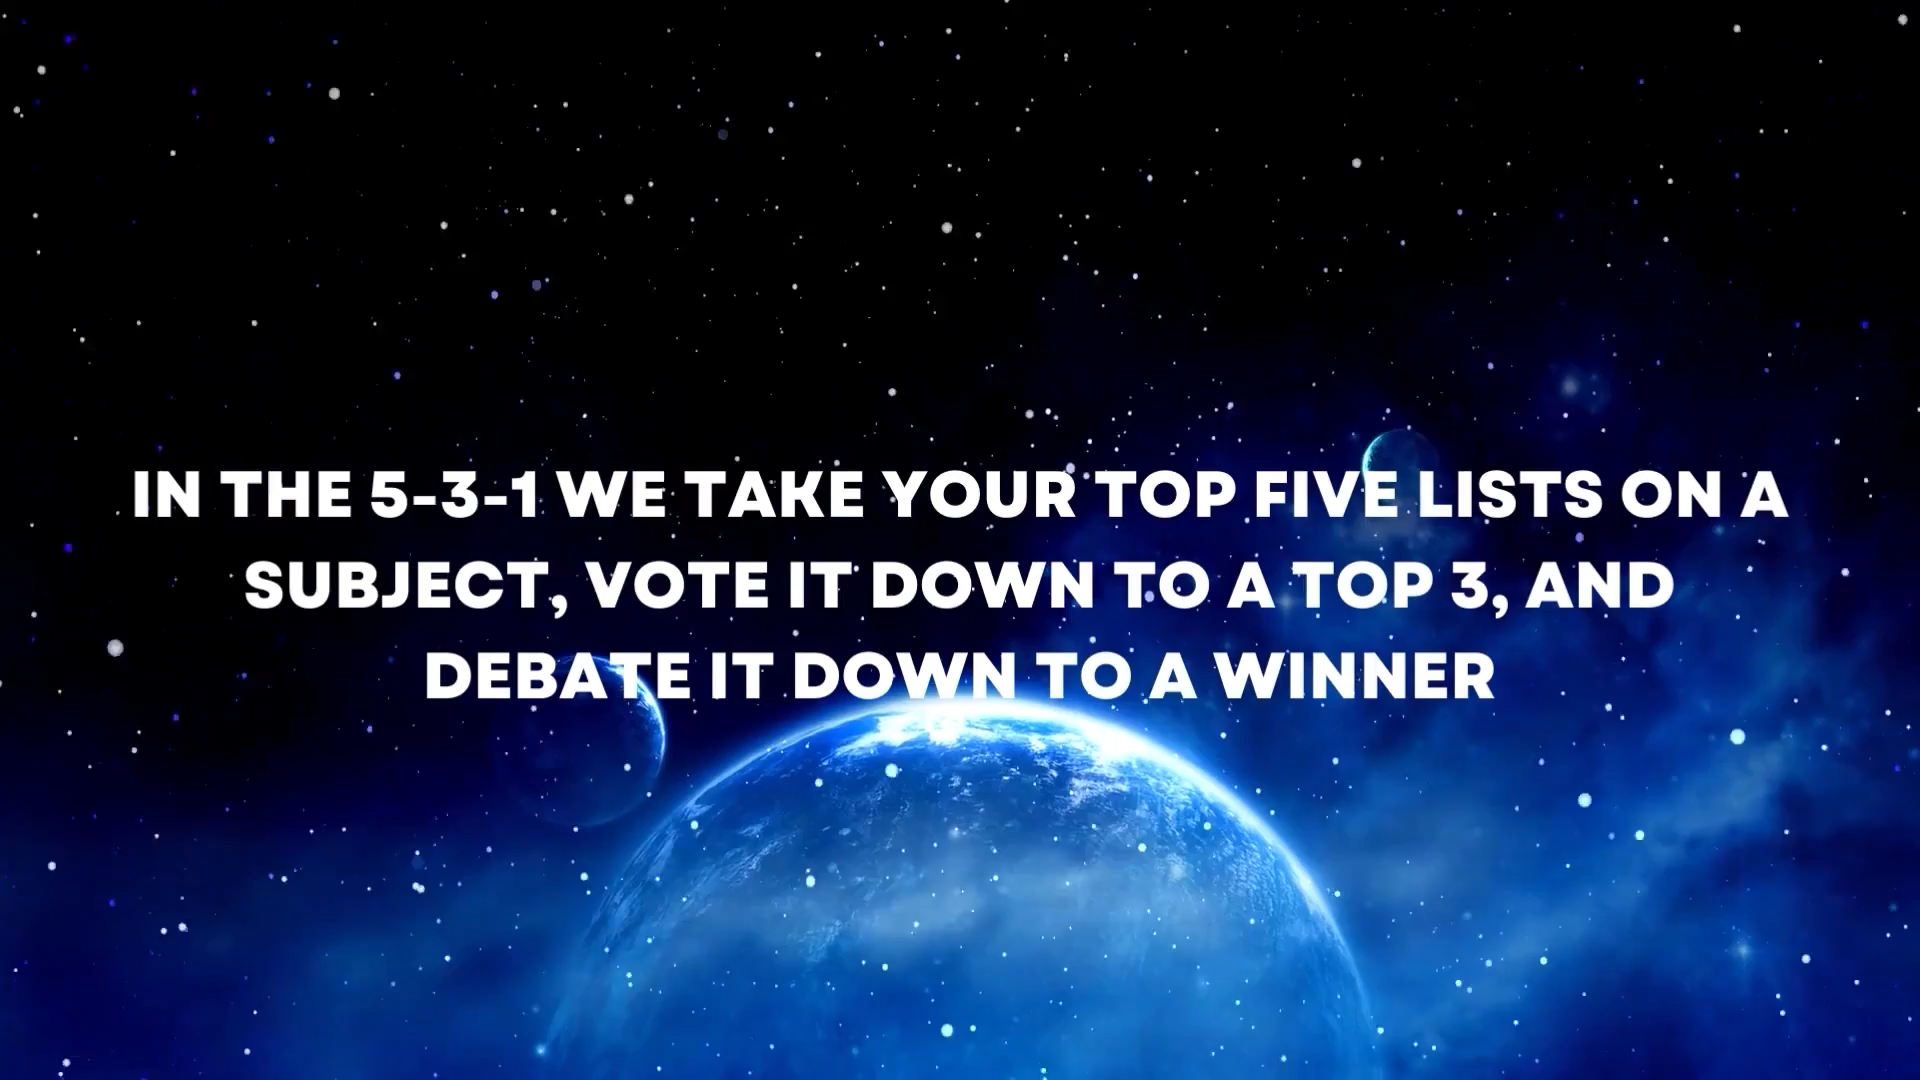 IN THE 5-3-1 WE TAKE YOUR TOP FIVE LISTS ON A
SUBJECT, VOTE IT DOWN TO A TOP 3, AND
DEBATE IT DOWN TO A WINNER